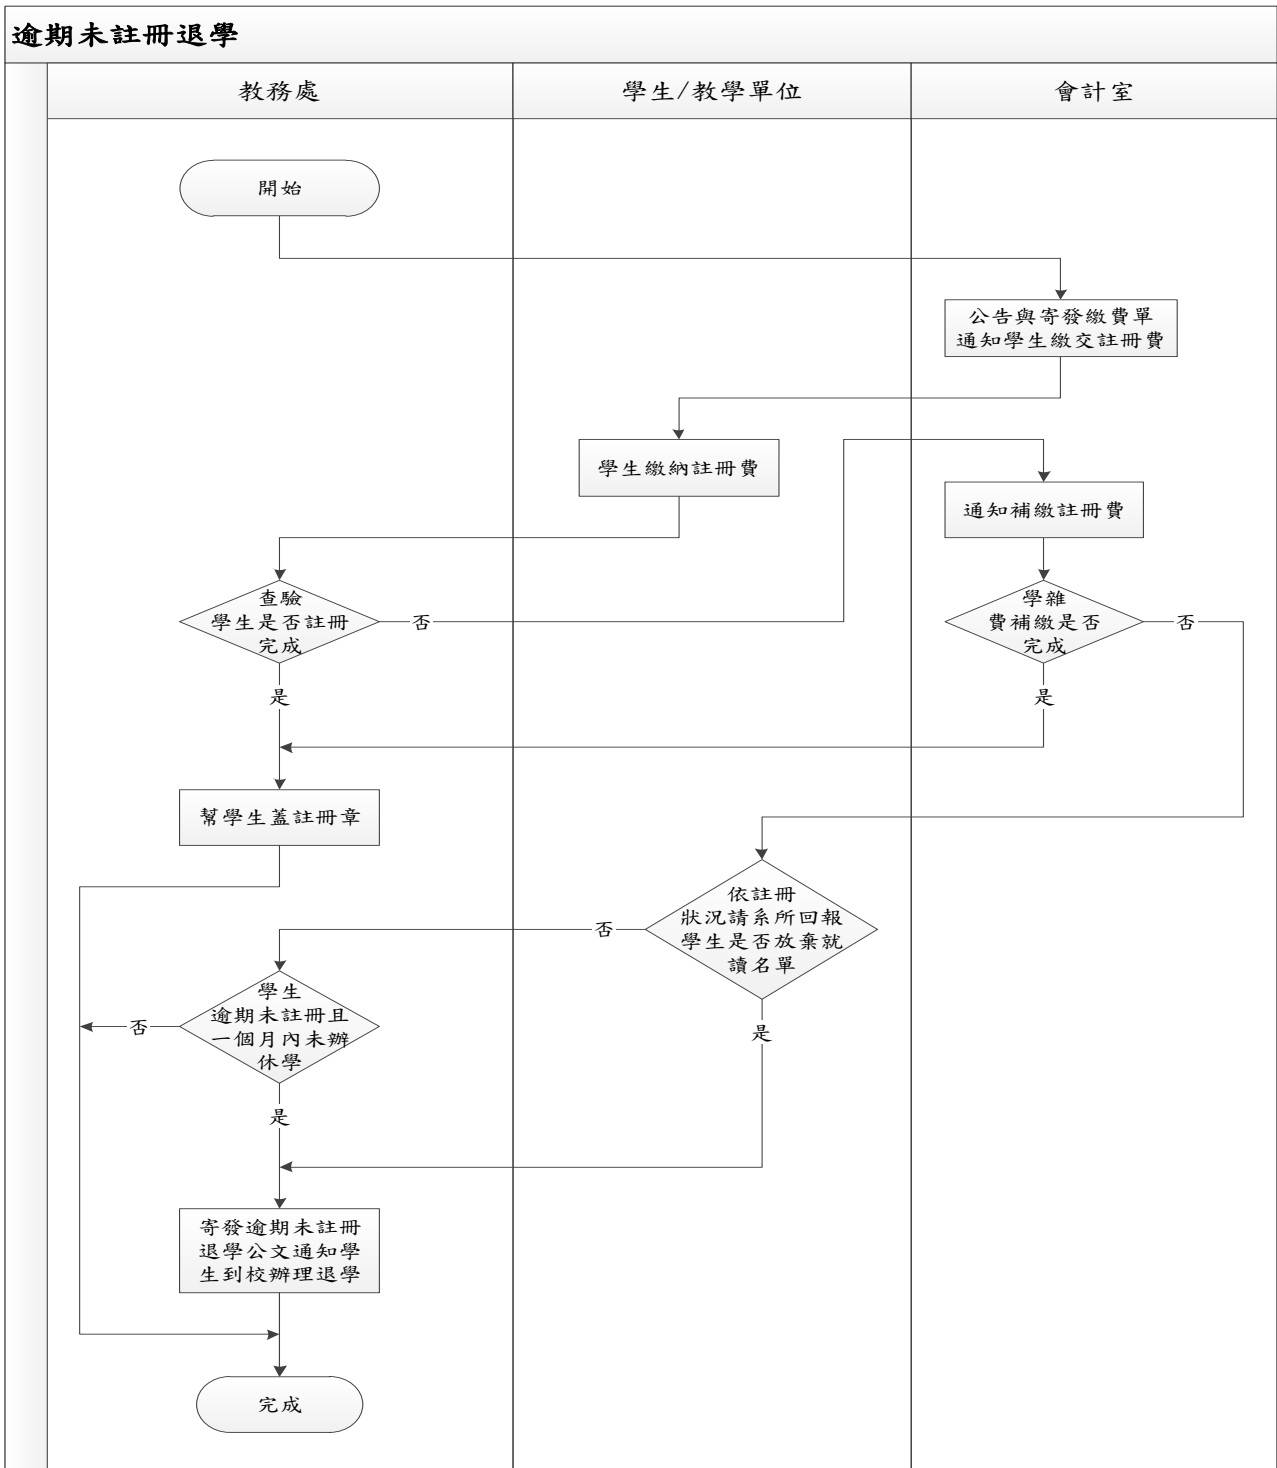 逾期未註冊退學
教務處
學生/教學單位
會計室
開始
公告與寄發繳費單
通知學生繳交註冊費
學生繳納註冊費
通知補繳註冊費
查驗
學生是否註冊
完成
否
是
學雜
費補繳是否
完成
否
是
幫學生蓋註冊章
依註冊
狀況請系所回報
學生是否放棄就
讀名單
否
是
學生
逾期未註冊且
一個月內未辦
休學
否
是
寄發逾期未註冊
退學公文通知學
生到校辦理退學
完成